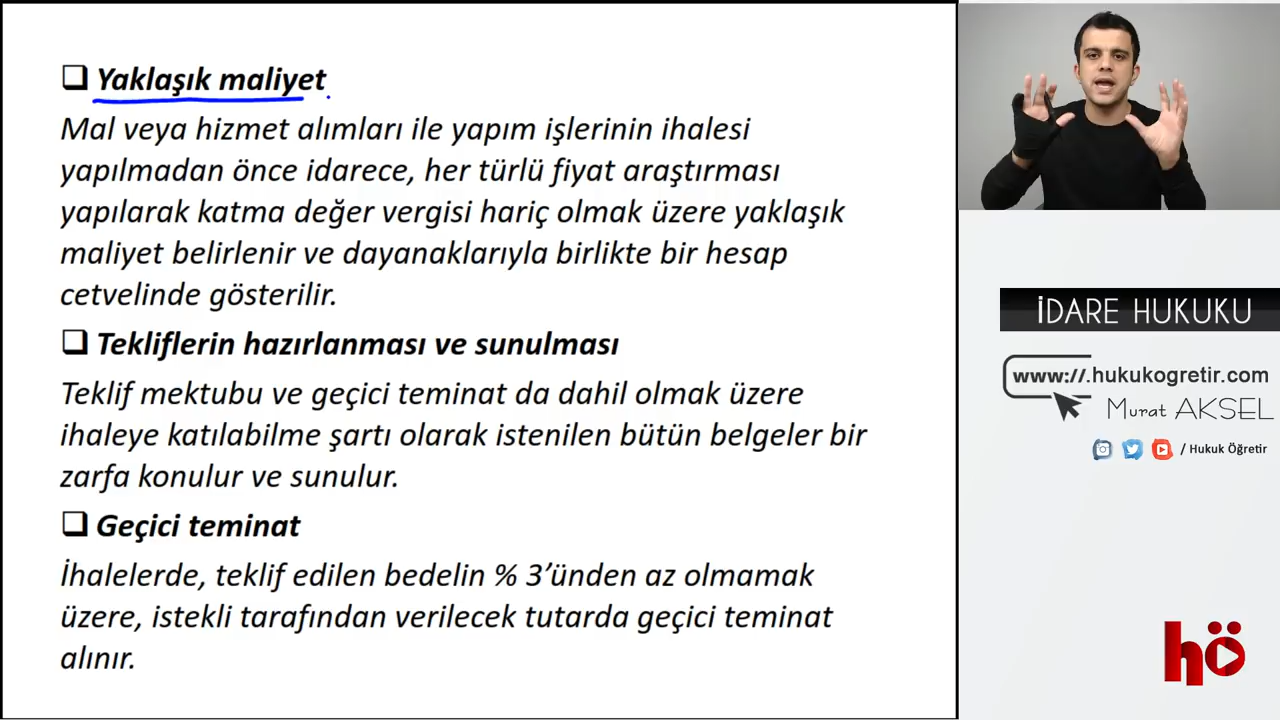 Yaklaşık maliyet
Mal veya hizmet alımları ile yapım işlerinin ihalesi
yapılmadan önce idarece, her türlü fiyat araştırması
yapılarak katma değer vergisi hariç olmak üzere yaklaşık
maliyet belirlenir ve dayanaklarıyla birlikte bir hesap
cetvelinde gösterilir.
Tekliflerin hazırlanması ve sunulması
Teklif mektubu ve geçici teminat da dahil olmak üzere
ihaleye katılabilme şartı olarak istenilen bütün belgeler bir
zarfa konulur ve sunulur.
Geçici teminat
İhalelerde, teklif edilen bedelin % 3’ünden az olmamak
üzere, istekli tarafından verilecek tutarda geçici teminat
alınır.
İDARE HUKUKU
www://.hukukogretir.com
Murat AKSEL
/ Hukuk Öğretir
hö